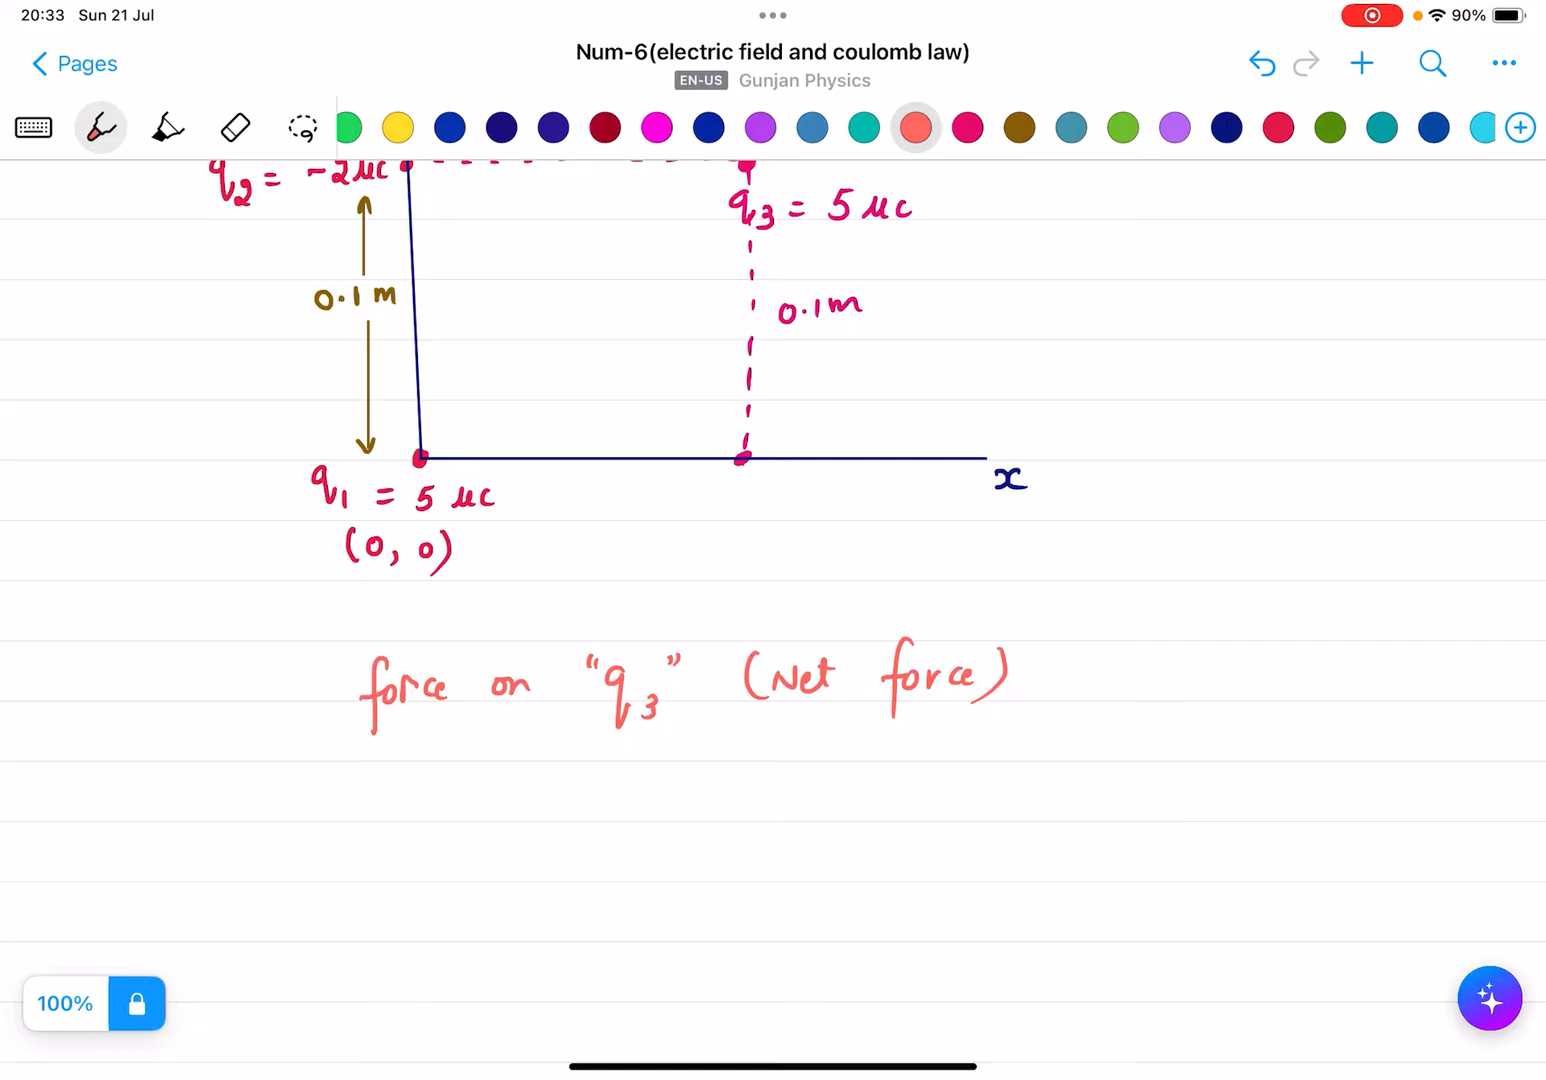 20:33 Sun 21 Jul
90%
Num-6(electric field and coulomb law)
Pages
EN-US Gunjan Physics
q₂ = -2μc
q₃ = 5 μc
0.1 m
0.1m
x
q₁ = 5 μc
(0, 0)
force on "q₃" (Net force)
100%